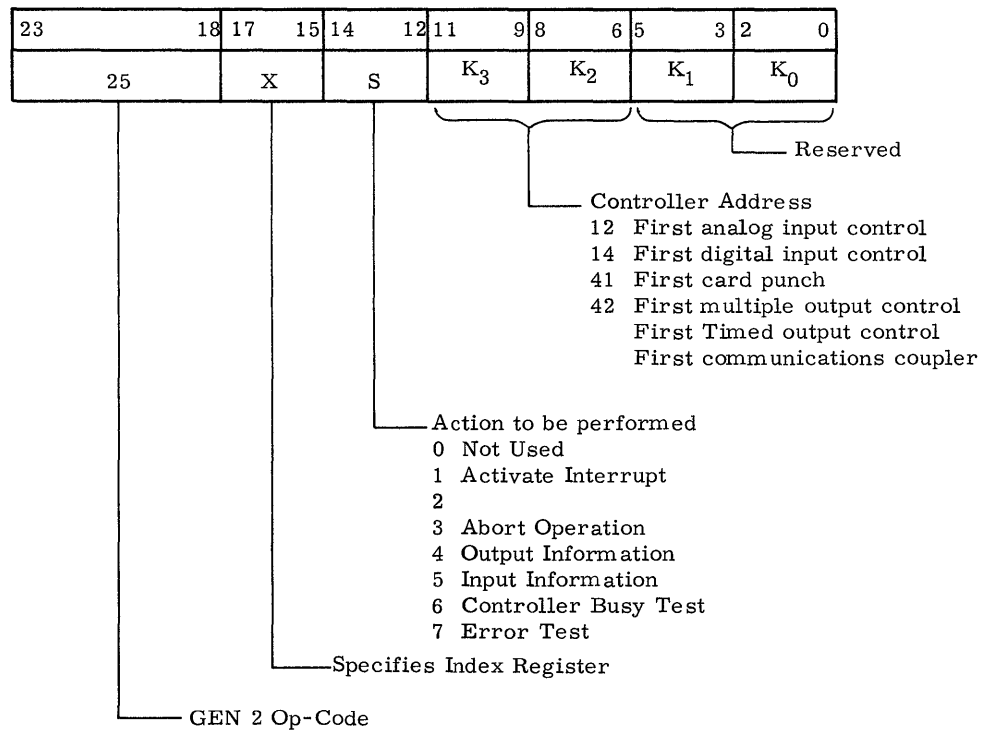 23 18 17 15 14 12 11 9 8 6 5 3 2 0
25 X S K3 K2 K1 K0
Reserved
Controller Address
12 First analog input control
14 First digital input control
41 First card punch
42 First multiple output control
First Timed output control
First communications coupler
Action to be performed
0 Not Used
1 Activate Interrupt
2
3 Abort Operation
4 Output Information
5 Input Information
6 Controller Busy Test
7 Error Test
Specifies Index Register
GEN 2 Op-Code